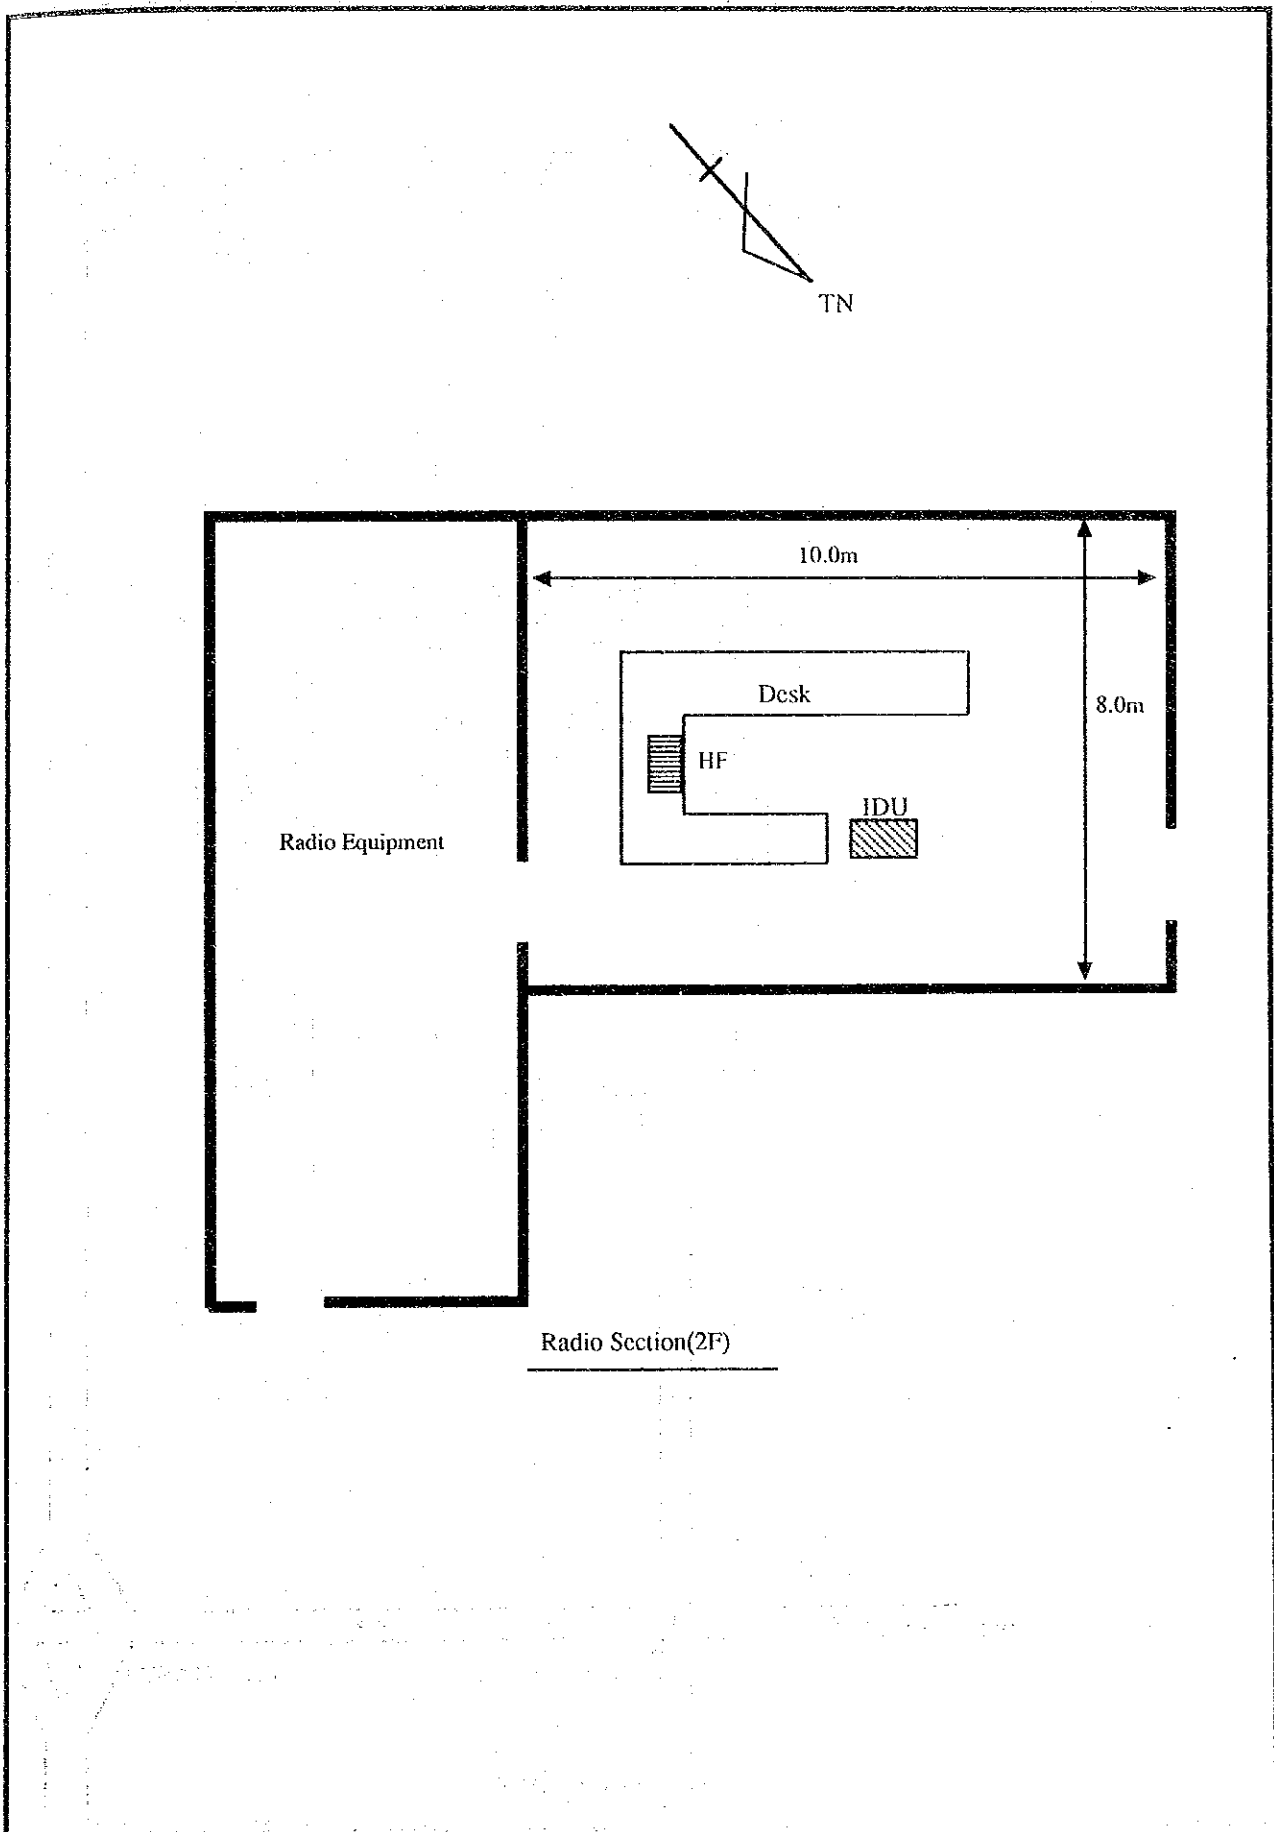 TN
10.0m
Desk
8.0m
HF
IDU
Radio Equipment
Radio Section(2F)